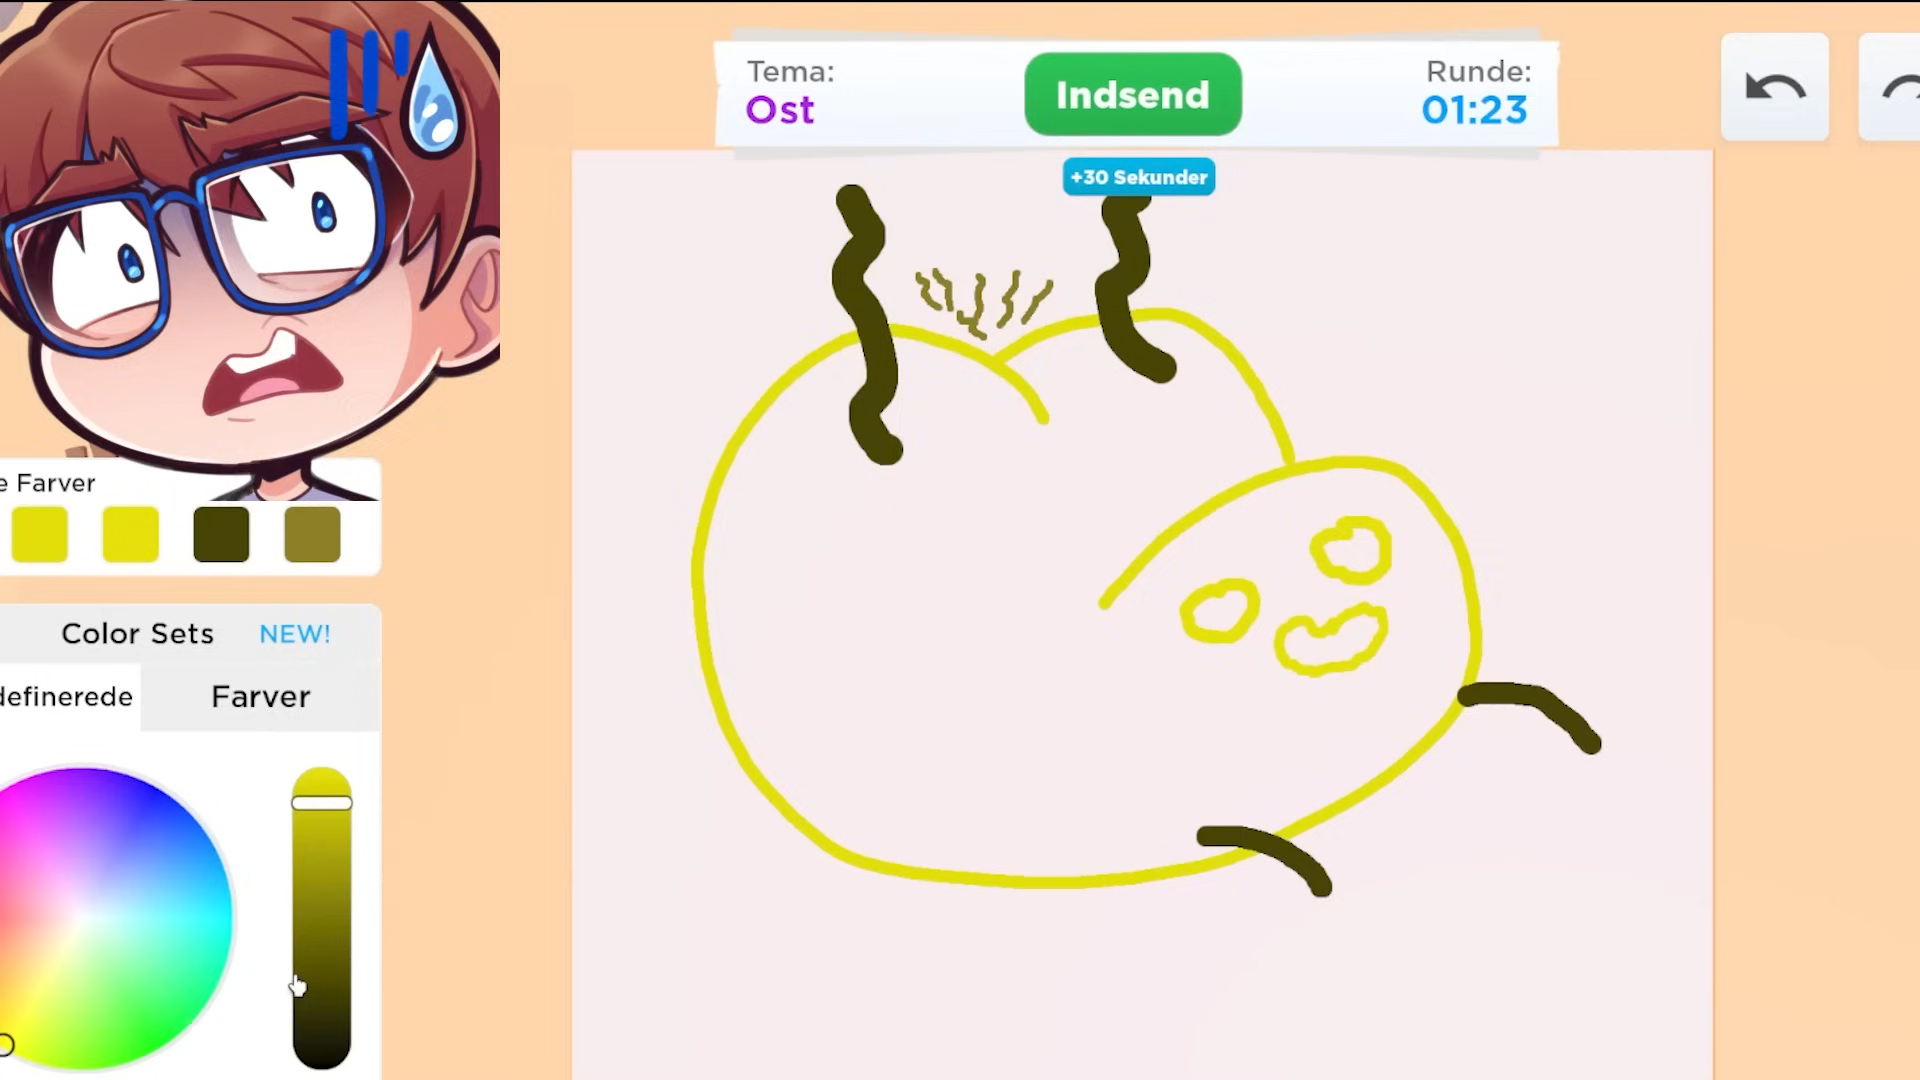 Tema:
Ost
Indsend
Runde:
01:23
+30 Sekunder
e Farver
Color Sets NEW!
definerede
Farver